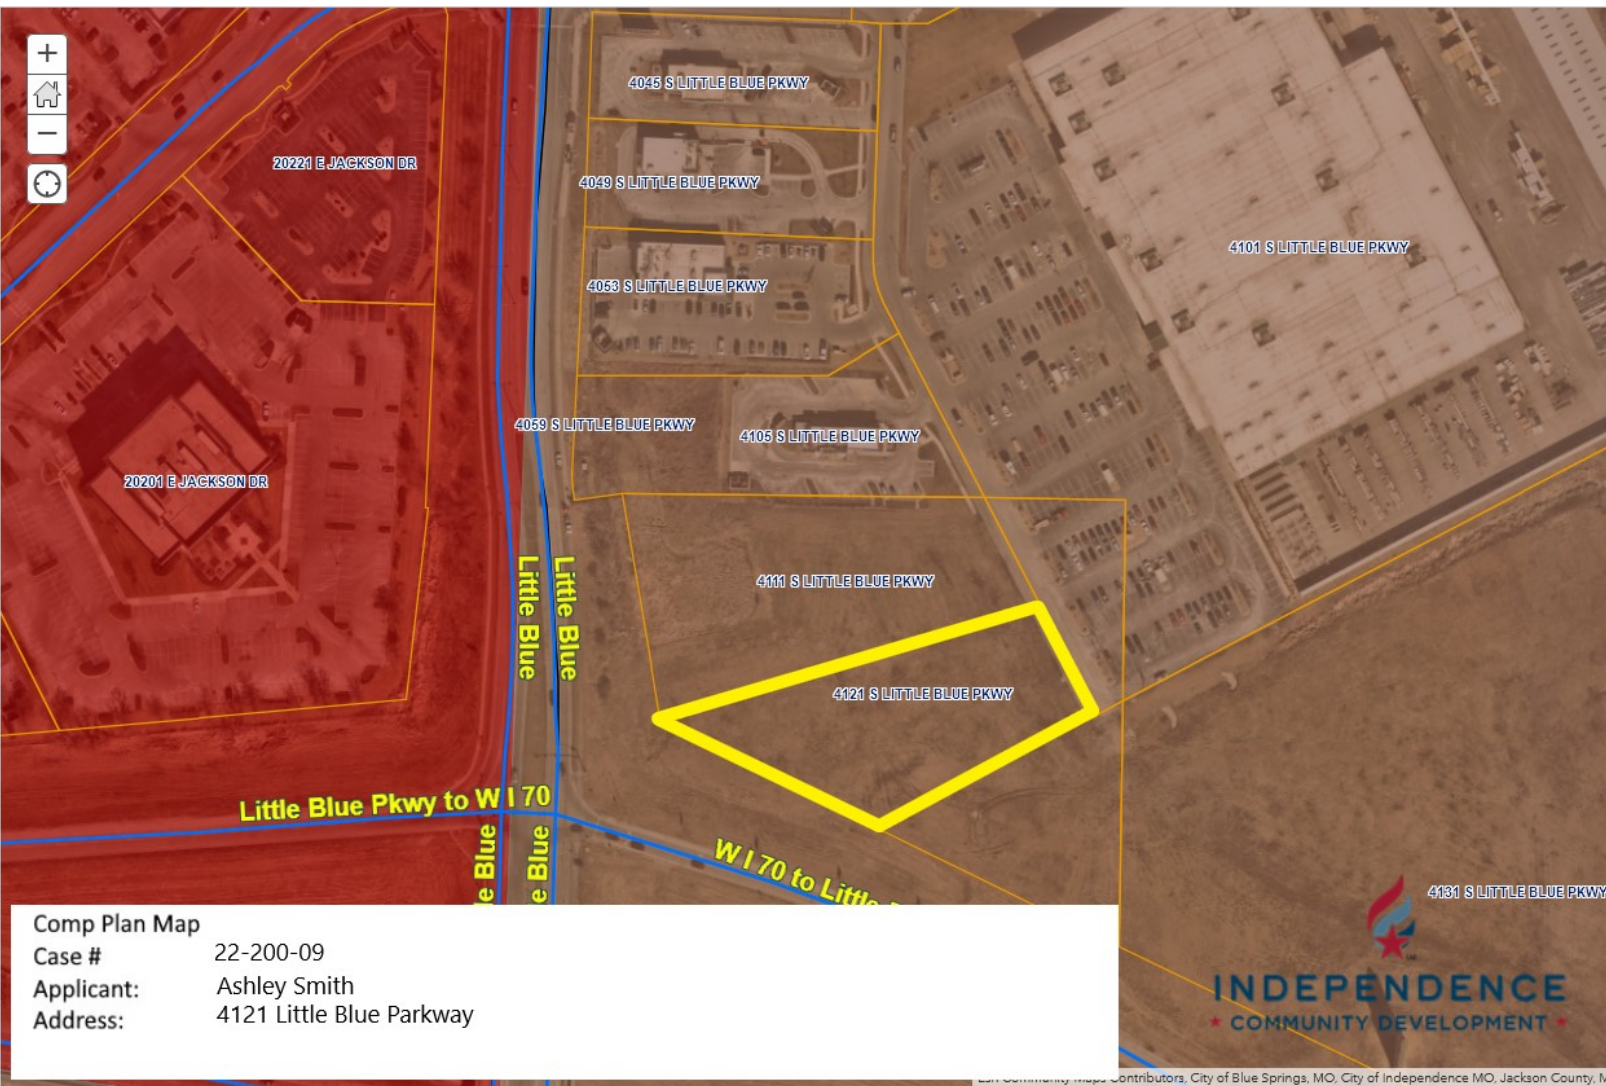 +
−
4045 S LITTLE BLUE PKWY
20221 E JACKSON DR
4049 S LITTLE BLUE PKWY
4101 S LITTLE BLUE PKWY
4053 S LITTLE BLUE PKWY
4059 S LITTLE BLUE PKWY
4105 S LITTLE BLUE PKWY
20201 E JACKSON DR
Little Blue
Little Blue
4111 S LITTLE BLUE PKWY
4121 S LITTLE BLUE PKWY
Little Blue Pkwy to W I 70
le Blue
e Blue
W I 70 to Little
4131 S LITTLE BLUE PKWY
Comp Plan Map
Case # 22-200-09
Applicant: Ashley Smith
Address: 4121 Little Blue Parkway
INDEPENDENCE
COMMUNITY DEVELOPMENT
Esri Community Maps Contributors, City of Blue Springs, MO, City of Independence MO, Jackson County, M